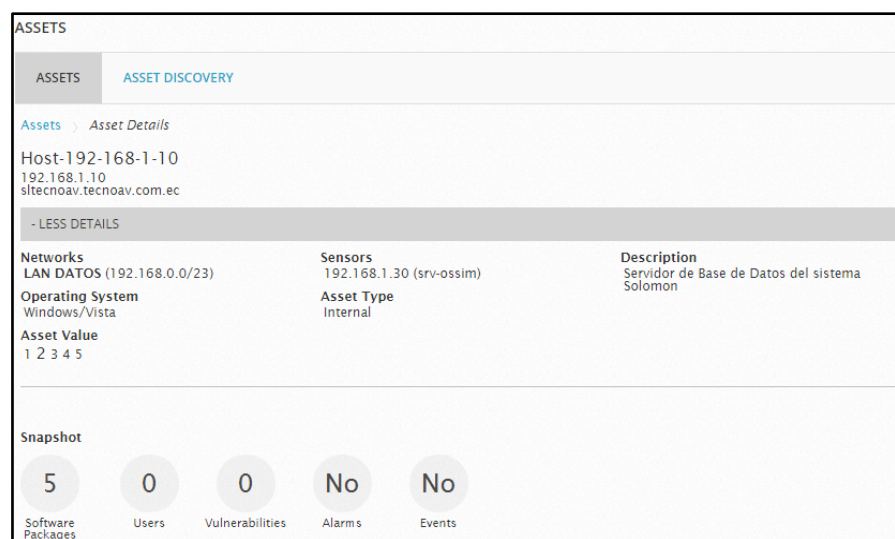 ASSETS
ASSETS ASSET DISCOVERY
Assets > Asset Details
Host-192-168-1-10
192.168.1.10
sltecnoav.tecnoav.com.ec
- LESS DETAILS
Networks
LAN DATOS (192.168.0.0/23)
Operating System
Windows/Vista
Asset Value
1 2 3 4 5
Sensors
192.168.1.30 (srv-ossim)
Asset Type
Internal
Description
Servidor de Base de Datos del sistema
Solomon
Snapshot
5 0 0 No No
Software
Packages
Users
Vulnerabilities
Alarms
Events